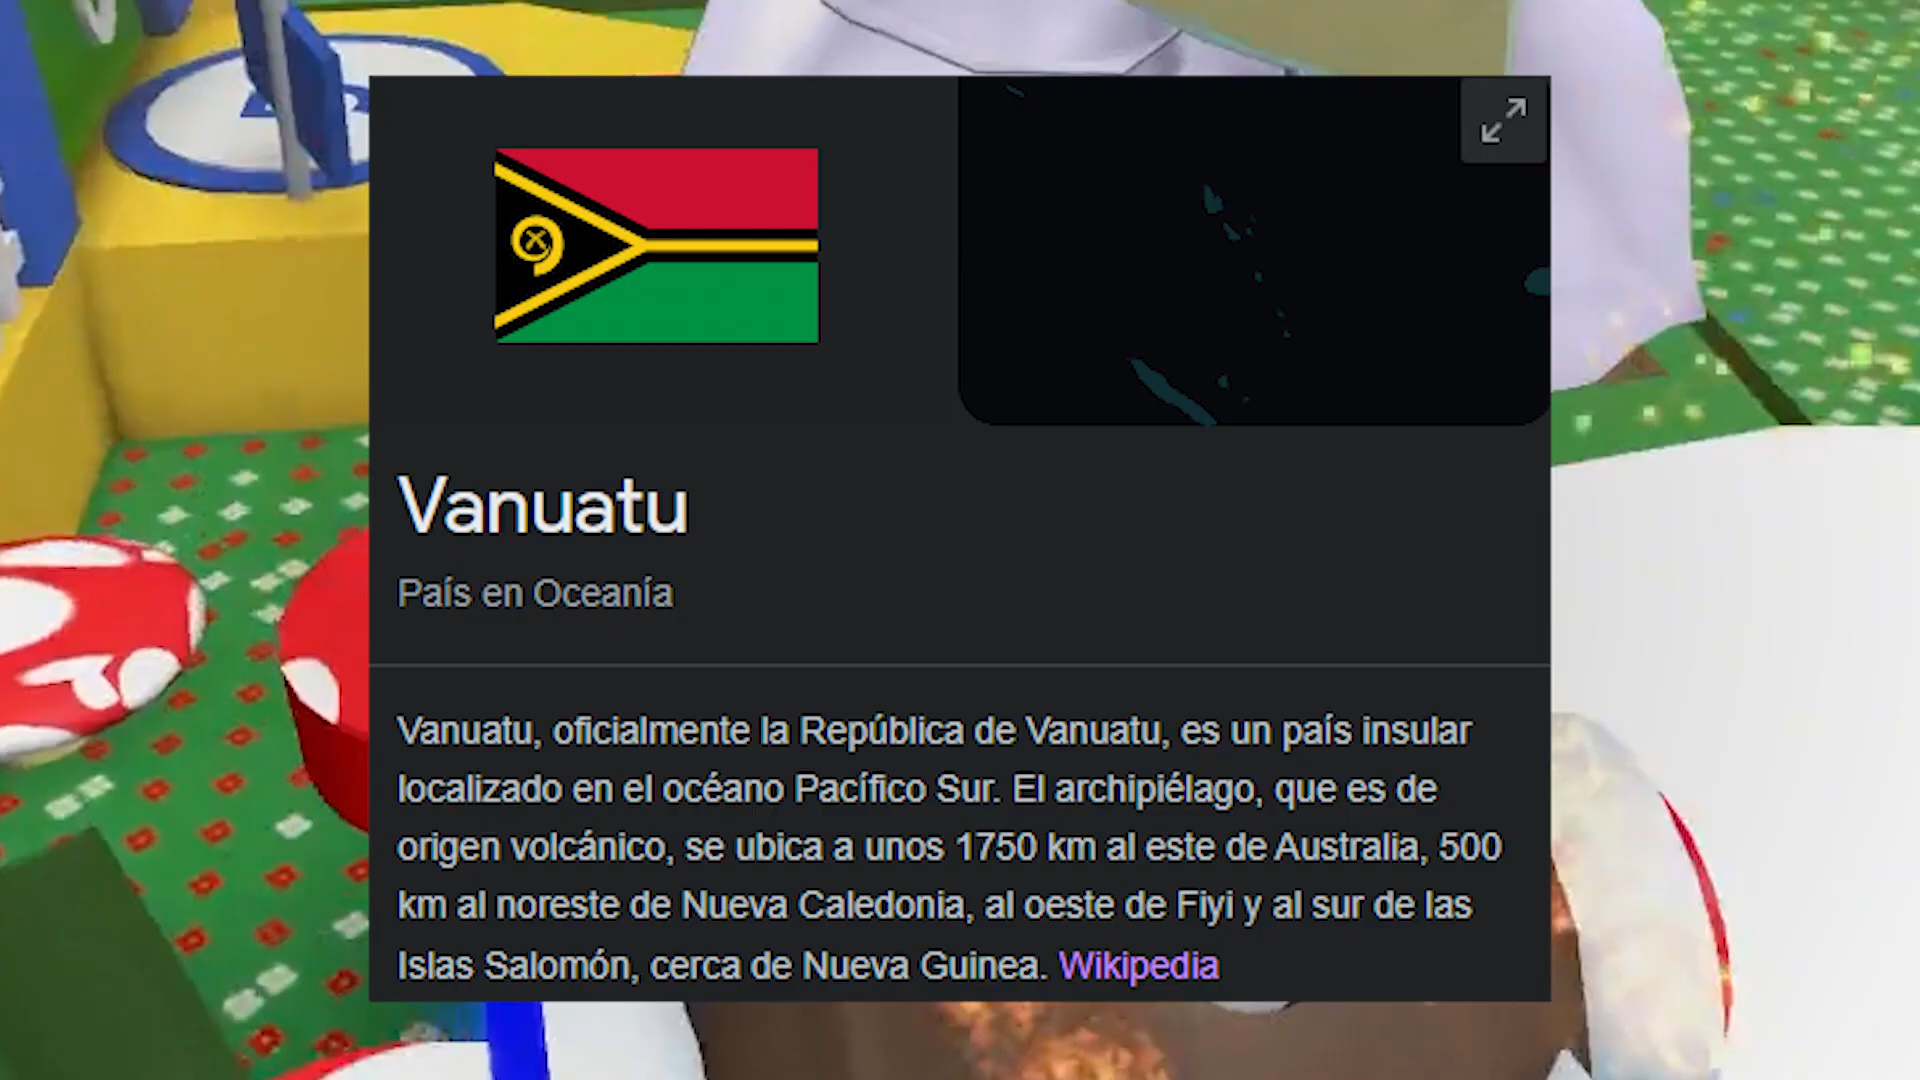 Vanuatu
País en Oceanía
Vanuatu, oficialmente la República de Vanuatu, es un país insular
localizado en el océano Pacífico Sur. El archipiélago, que es de
origen volcánico, se ubica a unos 1750 km al este de Australia, 500
km al noreste de Nueva Caledonia, al oeste de Fiyi y al sur de las
Islas Salomón, cerca de Nueva Guinea. Wikipedia